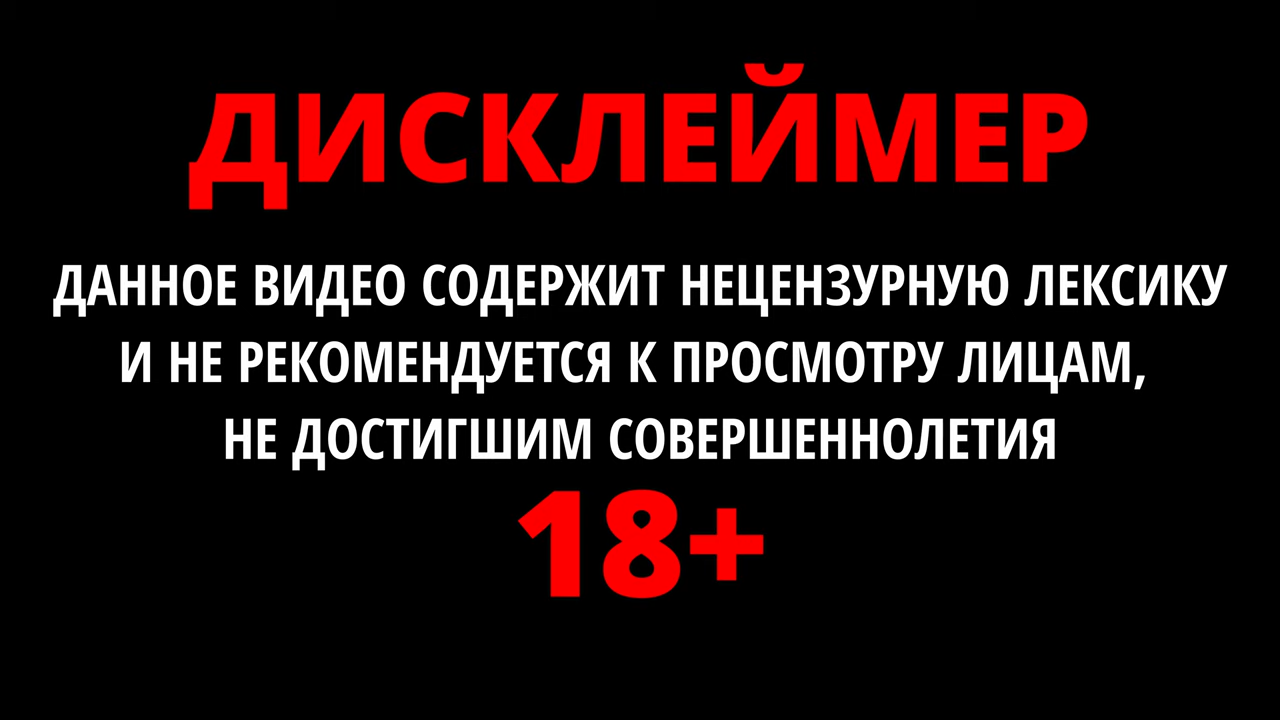 ДИСКЛЕЙМЕР
ДАННОЕ ВИДЕО СОДЕРЖИТ НЕЦЕНЗУРНУЮ ЛЕКСИКУ
И НЕ РЕКОМЕНДУЕТСЯ К ПРОСМОТРУ ЛИЦАМ,
НЕ ДОСТИГШИМ СОВЕРШЕННОЛЕТИЯ
18+